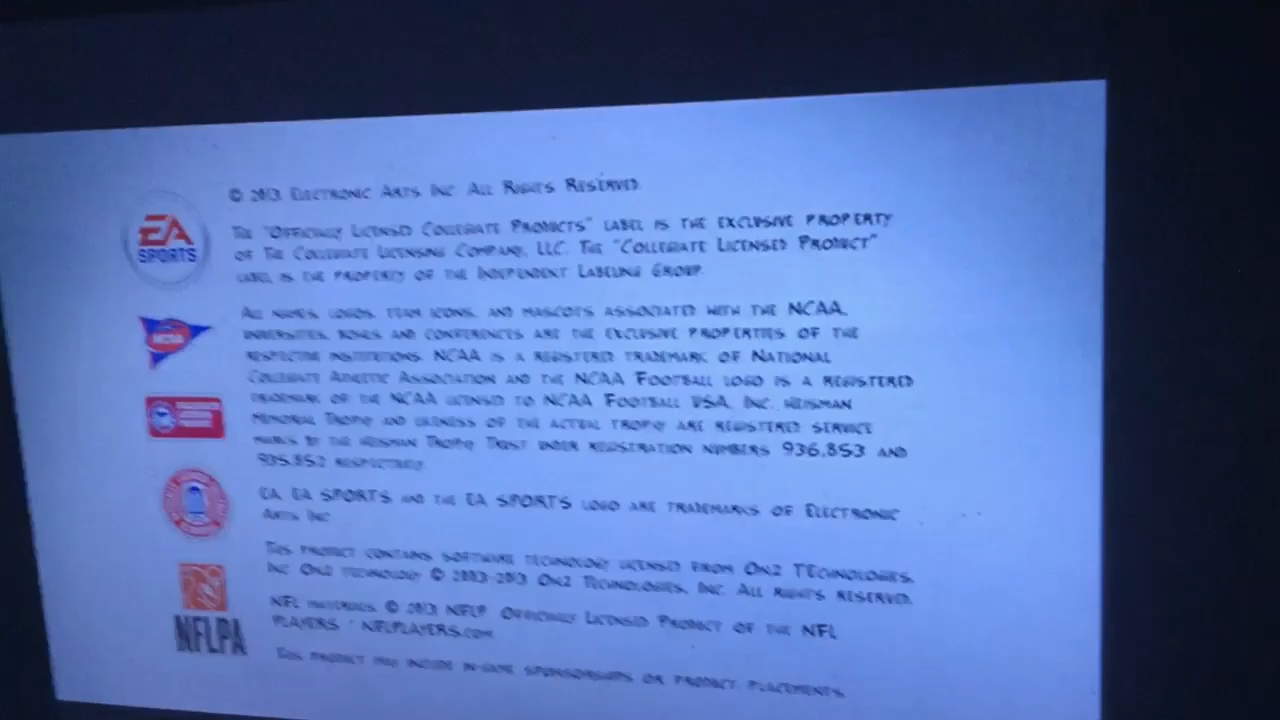 © 2013 Electronic Arts Inc. All Rights Reserved.
The "Officially Licensed Collegiate Products" label is the exclusive property
of The Collegiate Licensing Company, LLC. The "Collegiate Licensed Product"
label is the property of the Independent Labeling Group.
All names, logos, team icons, and mascots associated with the NCAA,
universities, bowls and conferences are the exclusive properties of the
respective institutions. NCAA is a registered trademark of National
Collegiate Athletic Association and the NCAA Football logo is a registered
trademark of the NCAA licensed to NCAA Football USA, Inc. Heisman
Memorial Trophy and likeness of the actual trophy are registered service
marks by the Heisman Trophy Trust under registration numbers 936,853 and
935,852 respectively.
EA, EA SPORTS and the EA SPORTS logo are trademarks of Electronic
Arts Inc.
This product contains software technology licensed from On2 Technologies,
Inc. On2 technology © 2003-2013 On2 Technologies, Inc. All rights reserved.
NFL materials © 2013 NFLP. Officially Licensed Product of the NFL
PLAYERS NFLPLAYERS.com
This product may include in-game sponsorships or product placements.
EA
SPORTS
NCAA
NFLPA